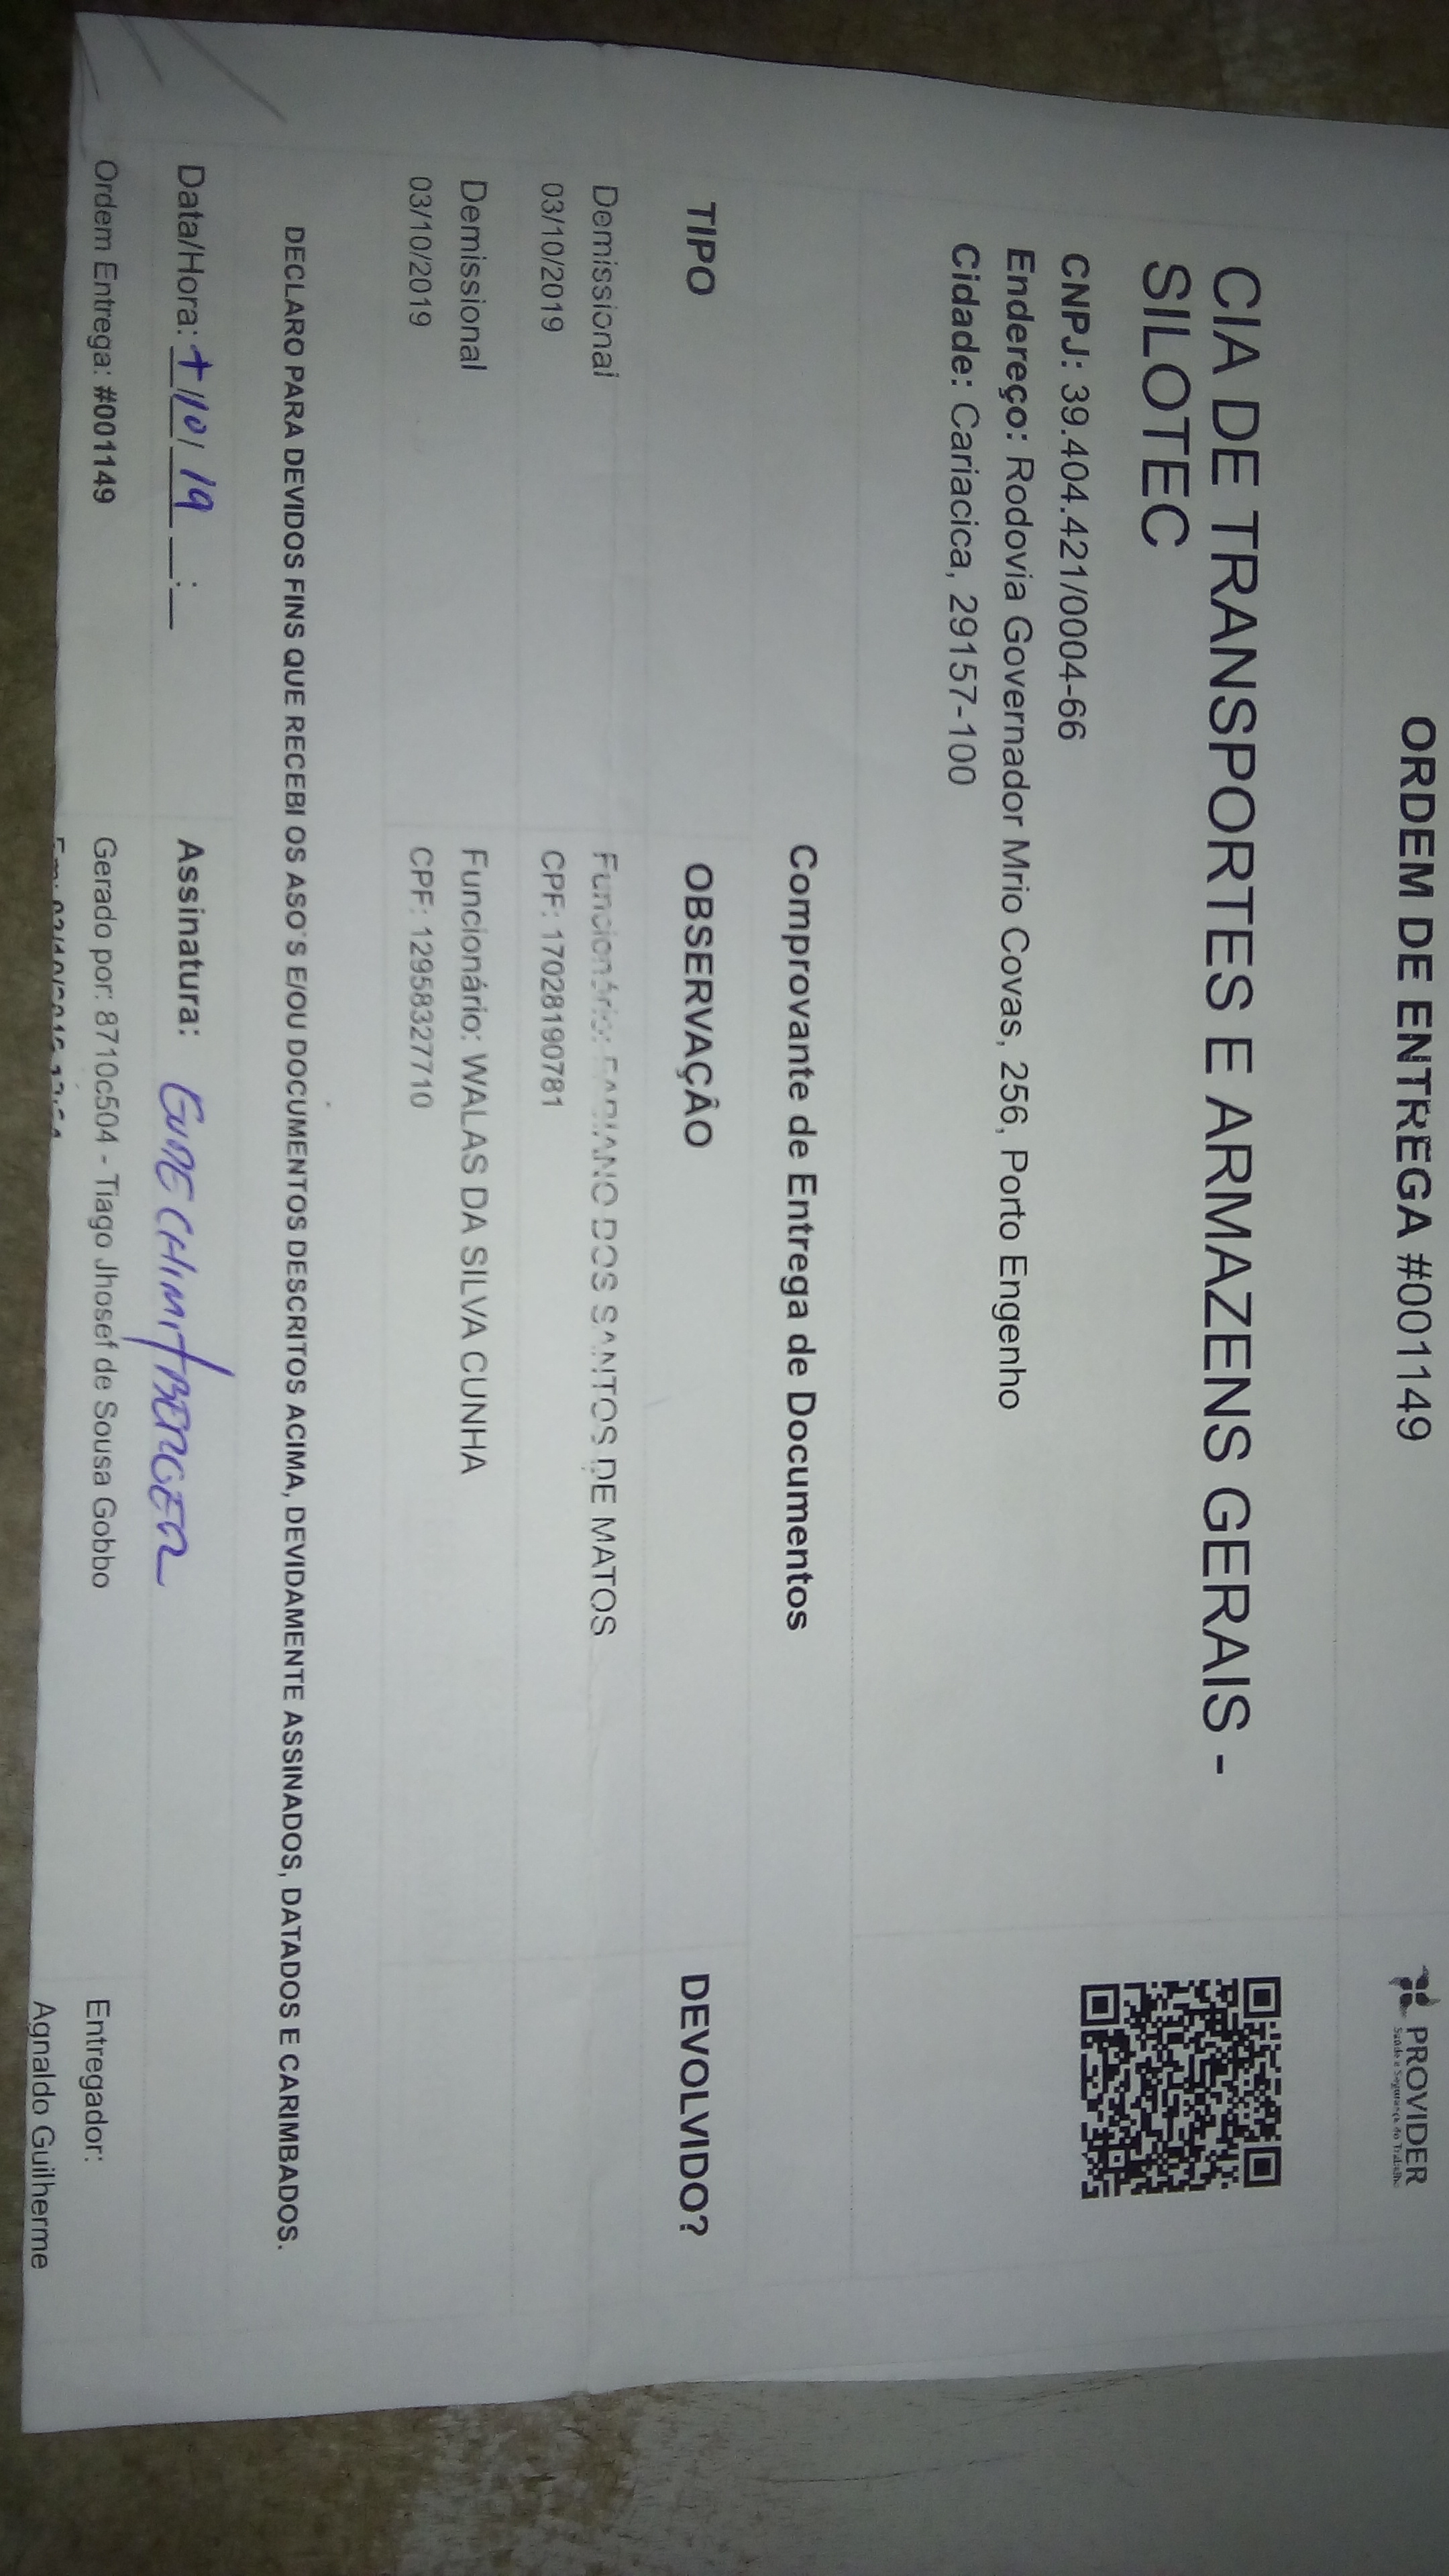 ORDEM DE ENTREGA #001149
PROVIDER
Saúde e Segurança do Trabalho
CIA DE TRANSPORTES E ARMAZENS GERAIS -
SILOTEC
CNPJ: 39.404.421/0004-66
Endereço: Rodovia Governador Mrio Covas, 256, Porto Engenho
Cidade: Cariacica, 29157-100
Comprovante de Entrega de Documentos
TIPO OBSERVAÇÃO DEVOLVIDO?
Demissional Funcionário: FABIANO DOS SANTOS DE MATOS
03/10/2019 CPF: 17028190781
Demissional Funcionário: WALAS DA SILVA CUNHA
03/10/2019 CPF: 12958327710
DECLARO PARA DEVIDOS FINS QUE RECEBI OS ASO'S E/OU DOCUMENTOS DESCRITOS ACIMA, DEVIDAMENTE ASSINADOS, DATADOS E CARIMBADOS.
Data/Hora: 7/10/19 __:__ Assinatura:
Ordem Entrega: #001149 Gerado por: 8710c504 - Tiago Jhosef de Sousa Gobbo Entregador:
Agnaldo Guilherme